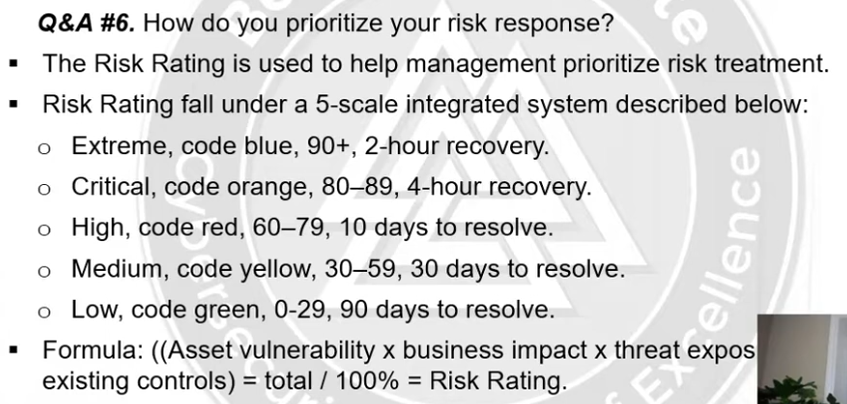 Q&A #6. How do you prioritize your risk response?
▪ The Risk Rating is used to help management prioritize risk treatment.
▪ Risk Rating fall under a 5-scale integrated system described below:
o Extreme, code blue, 90+, 2-hour recovery.
o Critical, code orange, 80–89, 4-hour recovery.
o High, code red, 60–79, 10 days to resolve.
o Medium, code yellow, 30–59, 30 days to resolve.
o Low, code green, 0-29, 90 days to resolve.
▪ Formula: ((Asset vulnerability x business impact x threat expos
existing controls) = total / 100% = Risk Rating.
Excellence